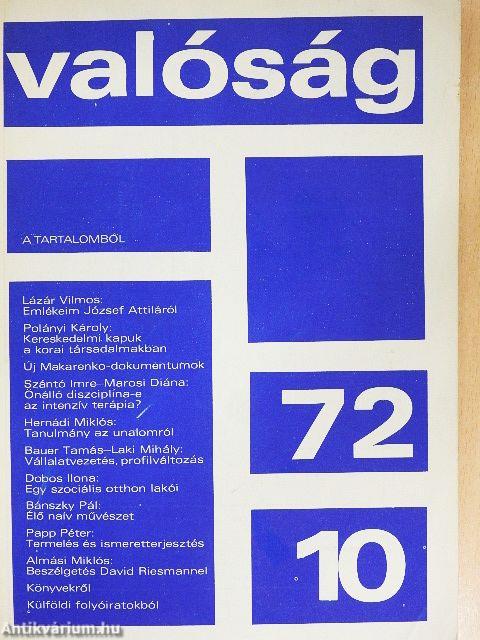 valóság
A TARTALOMBÓL
Lázár Vilmos:
Emlékeim József Attiláról
Polányi Károly:
Kereskedelmi kapuk
a korai társadalmakban
Új Makarenko-dokumentumok
Szántó Imre–Marosi Diána:
Önálló diszciplína-e
az intenzív terápia?
Hernádi Miklós:
Tanulmány az unalomról
Bauer Tamás–Laki Mihály:
Vállalatvezetés, profilváltozás
Dobos Ilona:
Egy szociális otthon lakói
Bánszky Pál:
Élő naiv művészet
Papp Péter:
Termelés és ismeretterjesztés
Almási Miklós:
Beszélgetés David Riesmannel
Könyvekről
Külföldi folyóiratokból
72
10
Antikvárium.hu